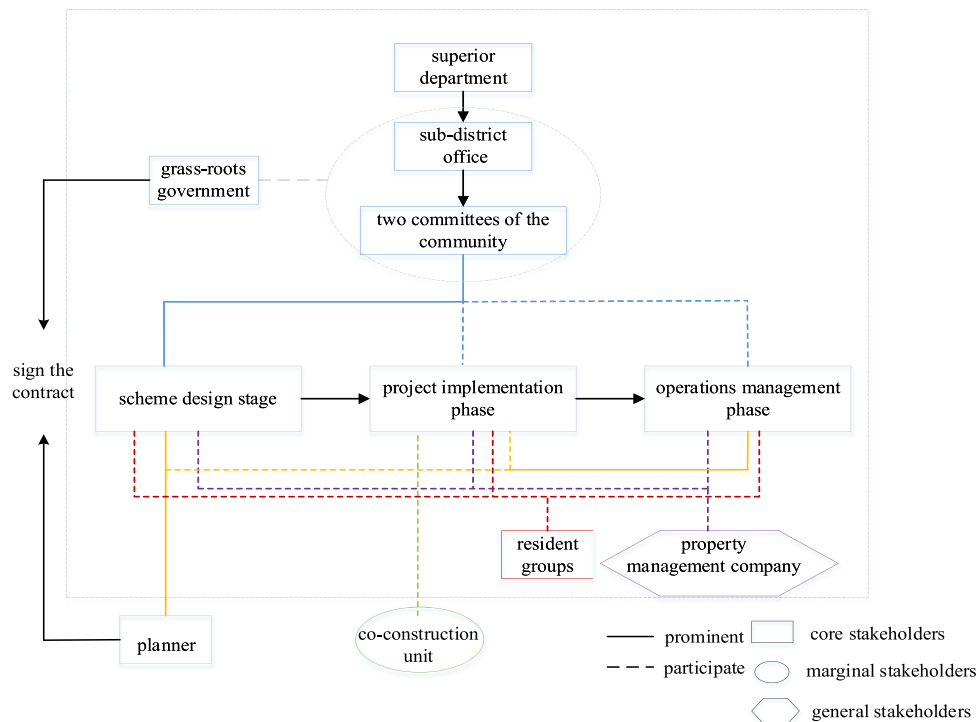 superior
department
sub-district
office
grass-roots
government
two committees of the
community
sign the
contract
scheme design stage
project implementation
phase
operations management
phase
resident
groups
property
management company
planner
co-construction
unit
prominent
core stakeholders
participate
marginal stakeholders
general stakeholders